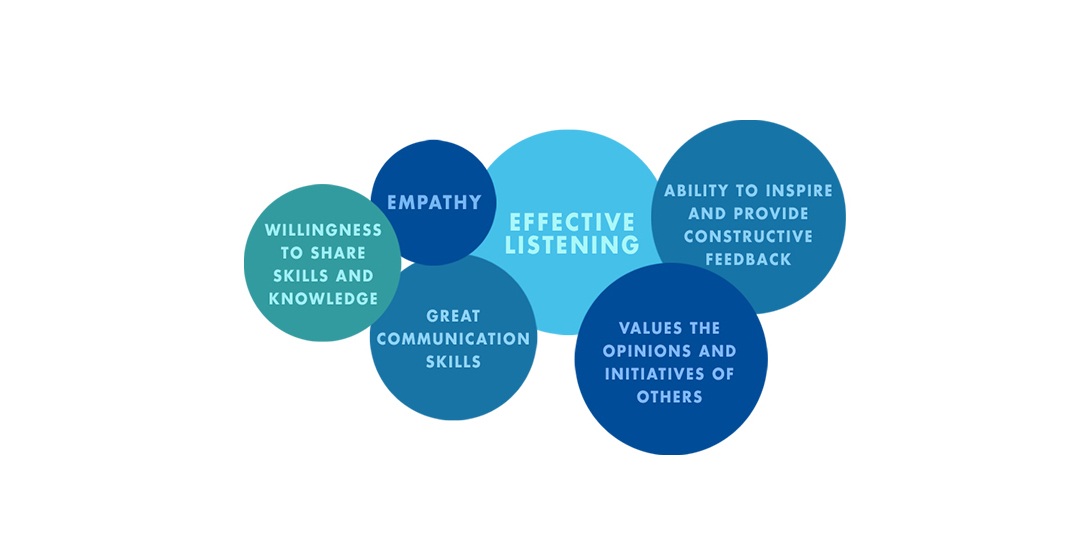 WILLINGNESS
TO SHARE
SKILLS AND
KNOWLEDGE
EMPATHY
GREAT
COMMUNICATION
SKILLS
EFFECTIVE
LISTENING
ABILITY TO INSPIRE
AND PROVIDE
CONSTRUCTIVE
FEEDBACK
VALUES THE
OPINIONS AND
INITIATIVES OF
OTHERS